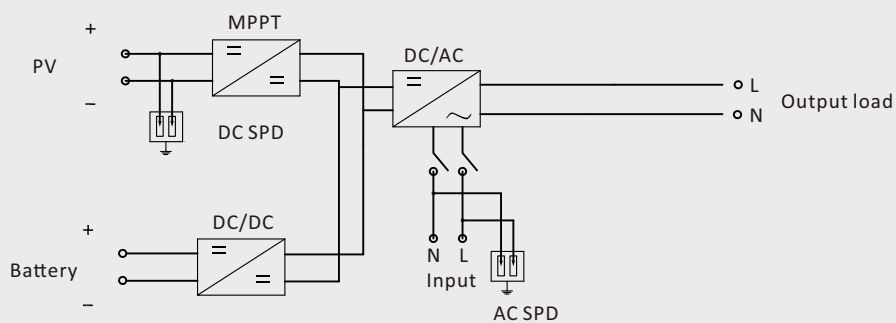 +
MPPT
PV
DC/AC
L
N
Output load
–
DC SPD
+
DC/DC
Battery
–
N L
Input
AC SPD